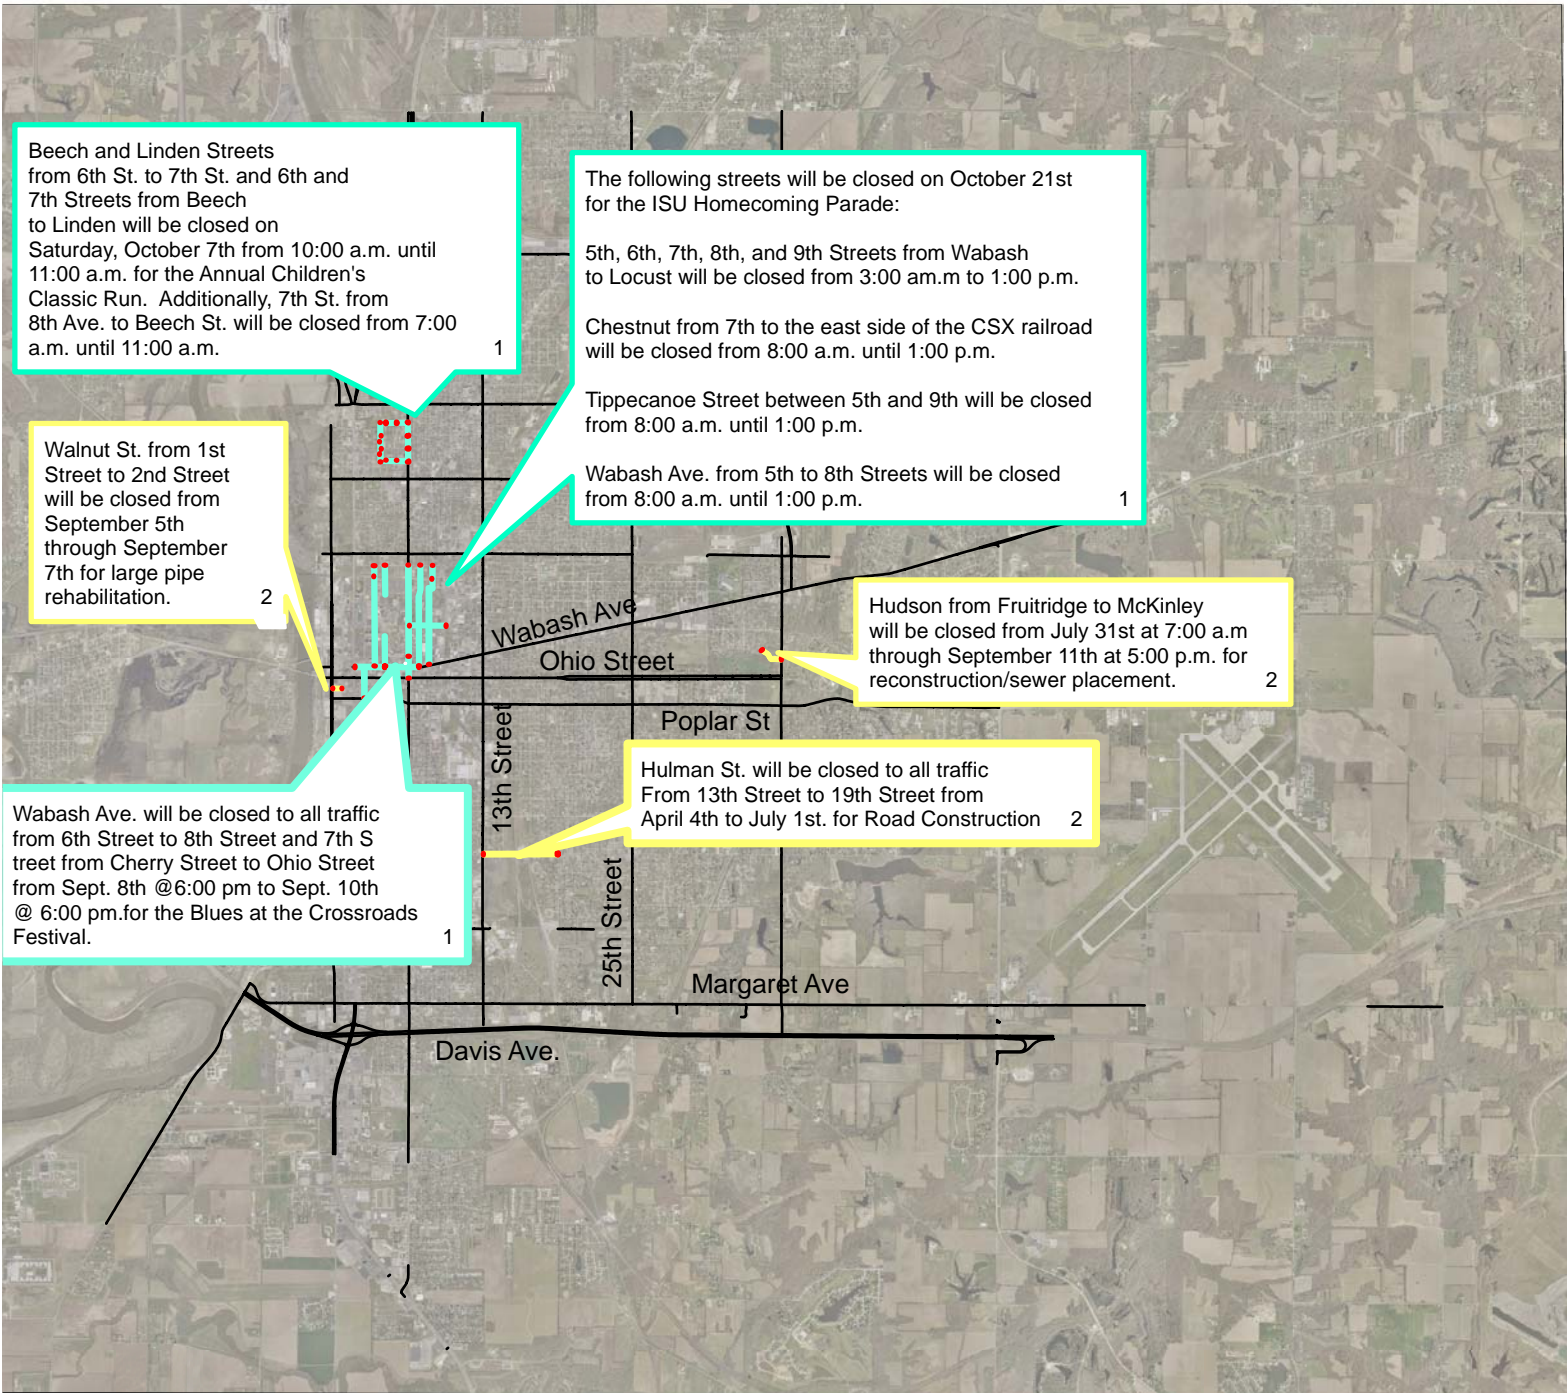 Beech and Linden Streets
from 6th St. to 7th St. and 6th and
7th Streets from Beech
to Linden will be closed on
Saturday, October 7th from 10:00 a.m. until
11:00 a.m. for the Annual Children's
Classic Run.  Additionally, 7th St. from
8th Ave. to Beech St. will be closed from 7:00
a.m. until 11:00 a.m. 1
The following streets will be closed on October 21st
for the ISU Homecoming Parade:
5th, 6th, 7th, 8th, and 9th Streets from Wabash
to Locust will be closed from 3:00 am.m to 1:00 p.m.
Chestnut from 7th to the east side of the CSX railroad
will be closed from 8:00 a.m. until 1:00 p.m.
Tippecanoe Street between 5th and 9th will be closed
from 8:00 a.m. until 1:00 p.m.
Wabash Ave. from 5th to 8th Streets will be closed
from 8:00 a.m. until 1:00 p.m. 1
Walnut St. from 1st
Street to 2nd Street
will be closed from
September 5th
through September
7th for large pipe
rehabilitation. 2
Wabash Ave
Ohio Street
Hudson from Fruitridge to McKinley
will be closed from July 31st at 7:00 a.m
through September 11th at 5:00 p.m. for
reconstruction/sewer placement. 2
Poplar St
13th Street
Hulman St. will be closed to all traffic
From 13th Street to 19th Street from
April 4th to July 1st. for Road Construction 2
Wabash Ave. will be closed to all traffic
from 6th Street to 8th Street and 7th S
treet from Cherry Street to Ohio Street
from Sept. 8th @6:00 pm to Sept. 10th
@ 6:00 pm.for the Blues at the Crossroads
Festival. 1
25th Street
Margaret Ave
Davis Ave.